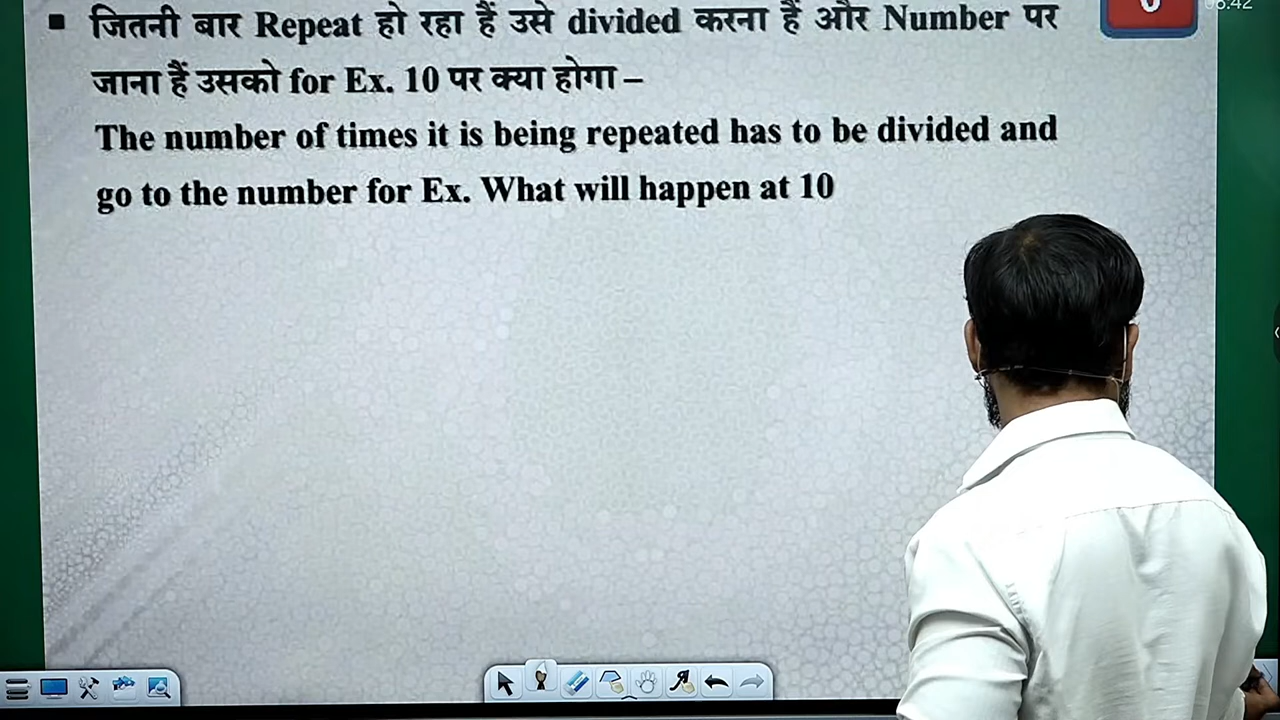 ▪ जितनी बार Repeat हो रहा हैं उसे divided करना हैं और Number पर
जाना हैं उसको for Ex. 10 पर क्या होगा –
The number of times it is being repeated has to be divided and
go to the number for Ex. What will happen at 10